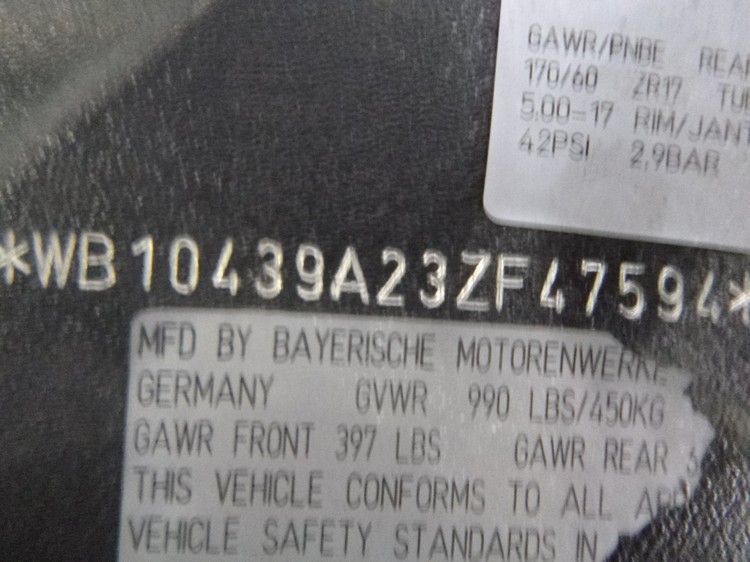 GAWR/PNBE REAR
170/60 ZR17 TU
5.00-17 RIM/JANT
42PSI 2,9BAR
*WB10439A23ZF47594*
MFD BY BAYERISCHE MOTORENWERKE
GERMANY GVWR 990 LBS/450KG
GAWR FRONT 397 LBS GAWR REAR
THIS VEHICLE CONFORMS TO ALL
VEHICLE SAFETY STANDARDS IN